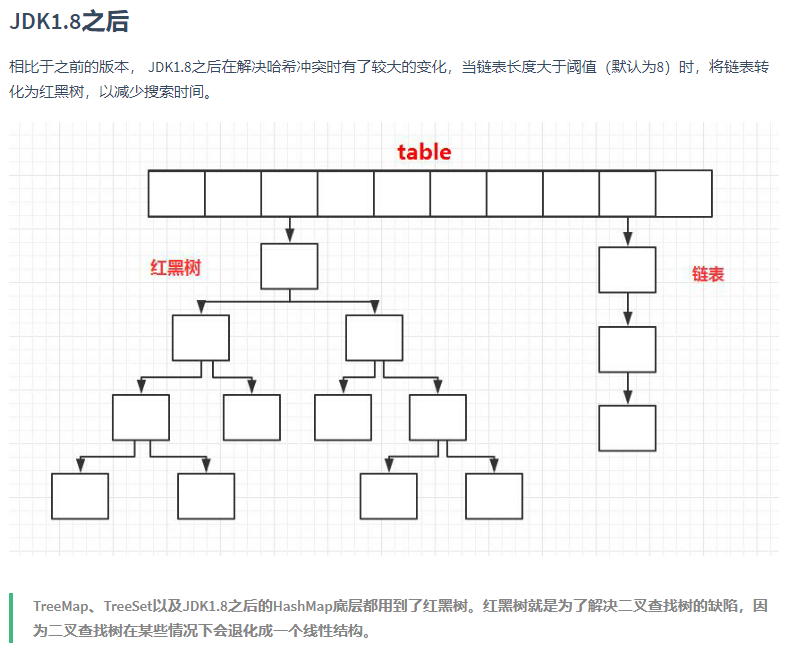 JDK1.8之后
相比于之前的版本， JDK1.8之后在解决哈希冲突时有了较大的变化，当链表长度大于阈值（默认为8）时，将链表转
化为红黑树，以减少搜索时间。
table
红黑树
链表
TreeMap、TreeSet以及JDK1.8之后的HashMap底层都用到了红黑树。红黑树就是为了解决二叉查找树的缺陷，因
为二叉查找树在某些情况下会退化成一个线性结构。